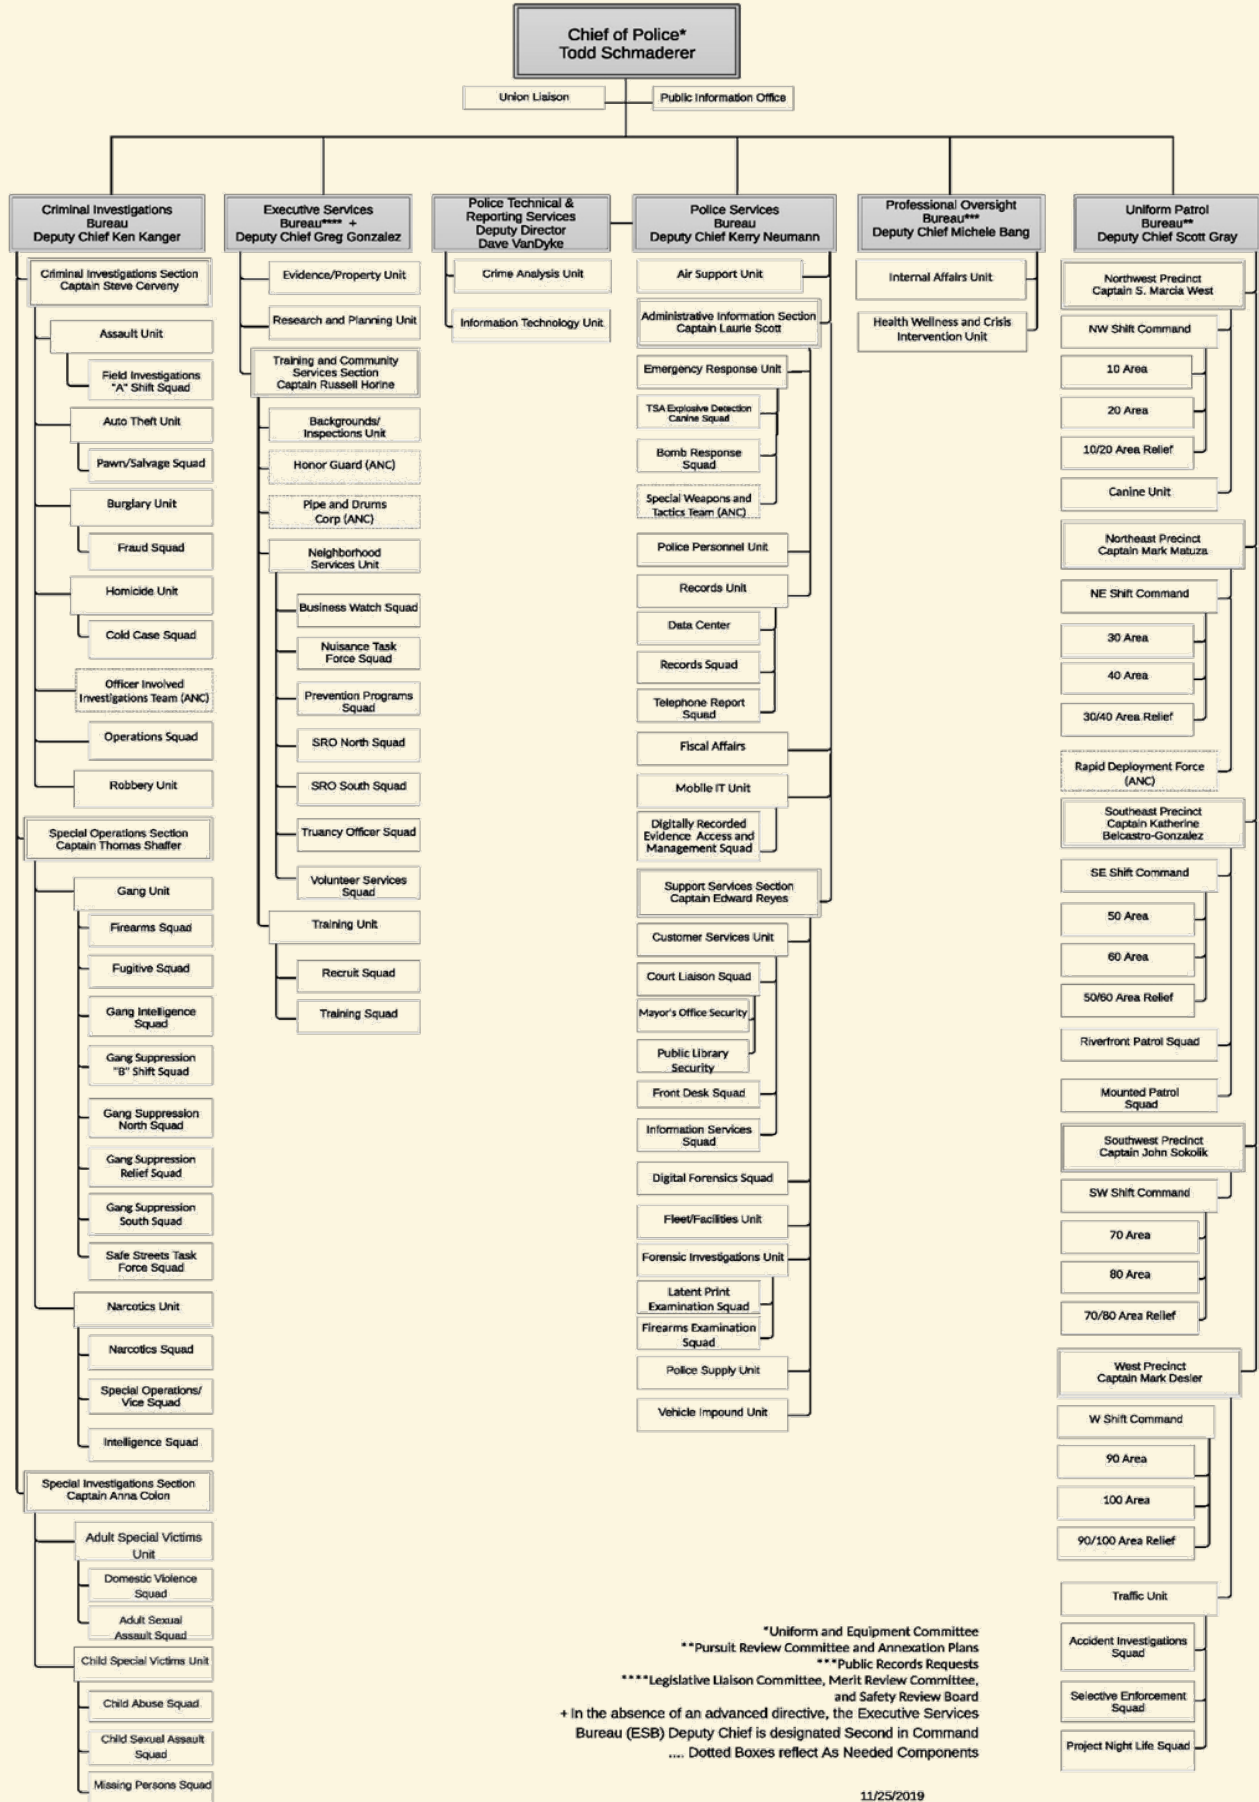 Chief of Police*
Todd Schmaderer
Union Liaison
Public Information Office
Criminal Investigations
Bureau
Deputy Chief Ken Kanger
Criminal Investigations Section
Captain Steve Cerveny
Assault Unit
Field Investigations
"A" Shift Squad
Auto Theft Unit
Pawn/Salvage Squad
Burglary Unit
Fraud Squad
Homicide Unit
Cold Case Squad
Officer Involved
Investigations Team (ANC)
Operations Squad
Robbery Unit
Special Operations Section
Captain Thomas Shaffer
Gang Unit
Firearms Squad
Fugitive Squad
Gang Intelligence
Squad
Gang Suppression
"B" Shift Squad
Gang Suppression
North Squad
Gang Suppression
Relief Squad
Gang Suppression
South Squad
Safe Streets Task
Force Squad
Narcotics Unit
Narcotics Squad
Special Operations/
Vice Squad
Intelligence Squad
Special Investigations Section
Captain Anna Colon
Adult Special Victims
Unit
Domestic Violence
Squad
Adult Sexual
Assault Squad
Child Special Victims Unit
Child Abuse Squad
Child Sexual Assault
Squad
Missing Persons Squad
Executive Services
Bureau**** +
Deputy Chief Greg Gonzalez
Evidence/Property Unit
Research and Planning Unit
Training and Community
Services Section
Captain Russell Horine
Backgrounds/
Inspections Unit
Honor Guard (ANC)
Pipe and Drums
Corp (ANC)
Neighborhood
Services Unit
Business Watch Squad
Nuisance Task
Force Squad
Prevention Programs
Squad
SRO North Squad
SRO South Squad
Truancy Officer Squad
Volunteer Services
Squad
Training Unit
Recruit Squad
Training Squad
Police Technical &
Reporting Services
Deputy Director
Dave VanDyke
Crime Analysis Unit
Information Technology Unit
Police Services
Bureau
Deputy Chief Kerry Neumann
Air Support Unit
Administrative Information Section
Captain Laurie Scott
Emergency Response Unit
TSA Explosive Detection
Canine Squad
Bomb Response
Squad
Special Weapons and
Tactics Team (ANC)
Police Personnel Unit
Records Unit
Data Center
Records Squad
Telephone Report
Squad
Fiscal Affairs
Mobile IT Unit
Digitally Recorded
Evidence Access and
Management Squad
Support Services Section
Captain Edward Reyes
Customer Services Unit
Court Liaison Squad
Mayor's Office Security
Public Library
Security
Front Desk Squad
Information Services
Squad
Digital Forensics Squad
Fleet/Facilities Unit
Forensic Investigations Unit
Latent Print
Examination Squad
Firearms Examination
Squad
Police Supply Unit
Vehicle Impound Unit
Professional Oversight
Bureau***
Deputy Chief Michele Bang
Internal Affairs Unit
Health Wellness and Crisis
Intervention Unit
Uniform Patrol
Bureau**
Deputy Chief Scott Gray
Northwest Precinct
Captain S. Marcia West
NW Shift Command
10 Area
20 Area
10/20 Area Relief
Canine Unit
Northeast Precinct
Captain Mark Matuza
NE Shift Command
30 Area
40 Area
30/40 Area Relief
Rapid Deployment Force
(ANC)
Southeast Precinct
Captain Katherine
Belcastro-Gonzalez
SE Shift Command
50 Area
60 Area
50/60 Area Relief
Riverfront Patrol Squad
Mounted Patrol
Squad
Southwest Precinct
Captain John Sokolik
SW Shift Command
70 Area
80 Area
70/80 Area Relief
West Precinct
Captain Mark Desler
W Shift Command
90 Area
100 Area
90/100 Area Relief
Traffic Unit
Accident Investigations
Squad
Selective Enforcement
Squad
Project Night Life Squad
*Uniform and Equipment Committee
**Pursuit Review Committee and Annexation Plans
***Public Records Requests
****Legislative Liaison Committee, Merit Review Committee,
and Safety Review Board
+ In the absence of an advanced directive, the Executive Services
Bureau (ESB) Deputy Chief is designated Second in Command
.... Dotted Boxes reflect As Needed Components
11/25/2019